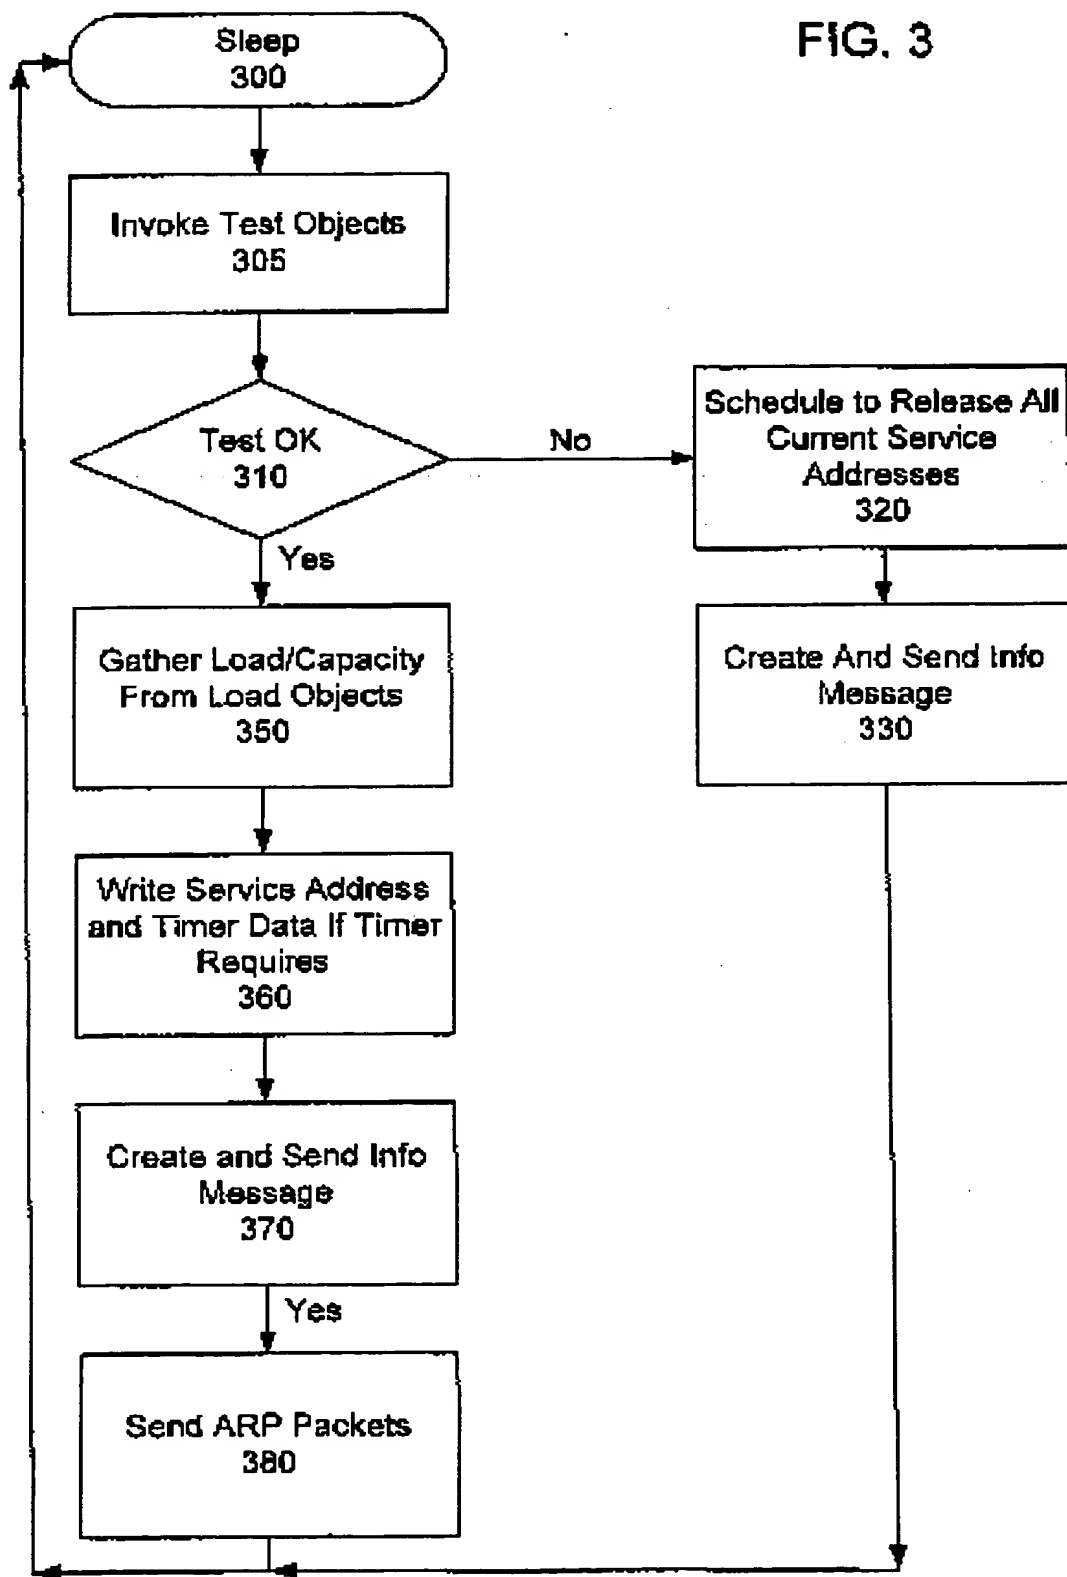 FIG. 3
Sleep
300
Invoke Test Objects
305
Test OK
310
No
Yes
Schedule to Release All
Current Service
Addresses
320
Create And Send Info
Message
330
Gather Load/Capacity
From Load Objects
350
Write Service Address
and Timer Data If Timer
Requires
360
Create and Send Info
Message
370
Yes
Send ARP Packets
380